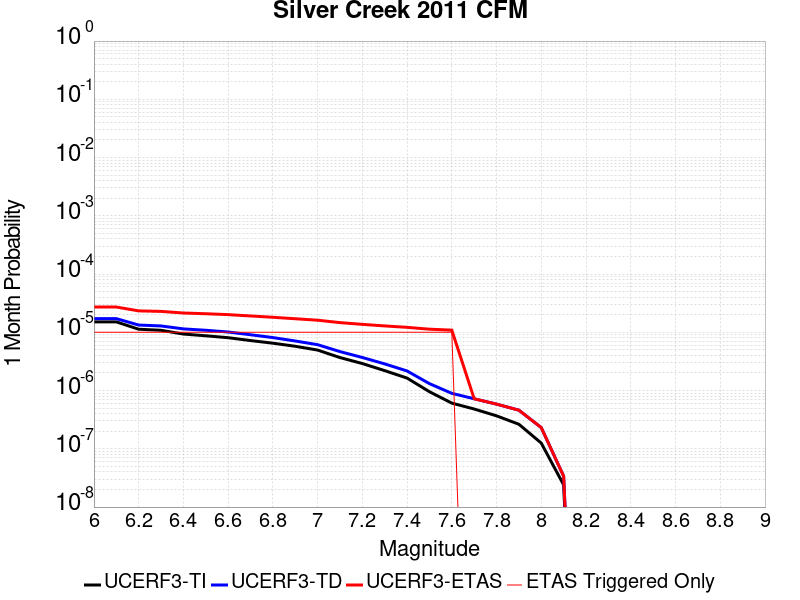 Silver Creek 2011 CFM
1 Month Probability
10^0
10^-1
10^-2
10^-3
10^-4
10^-5
10^-6
10^-7
10^-8
6 6.2 6.4 6.6 6.8 7 7.2 7.4 7.6 7.8 8 8.2 8.4 8.6 8.8 9
Magnitude
UCERF3-TI UCERF3-TD UCERF3-ETAS ETAS Triggered Only